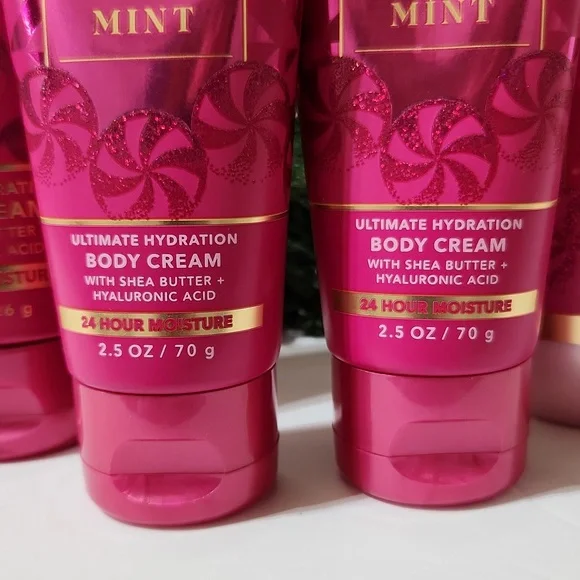 MINT
ULTIMATE HYDRATION
BODY CREAM
WITH SHEA BUTTER +
HYALURONIC ACID
24 HOUR MOISTURE
2.5 OZ / 70 g
MINT
ULTIMATE HYDRATION
BODY CREAM
WITH SHEA BUTTER +
HYALURONIC ACID
24 HOUR MOISTURE
2.5 OZ / 70 g
ACID